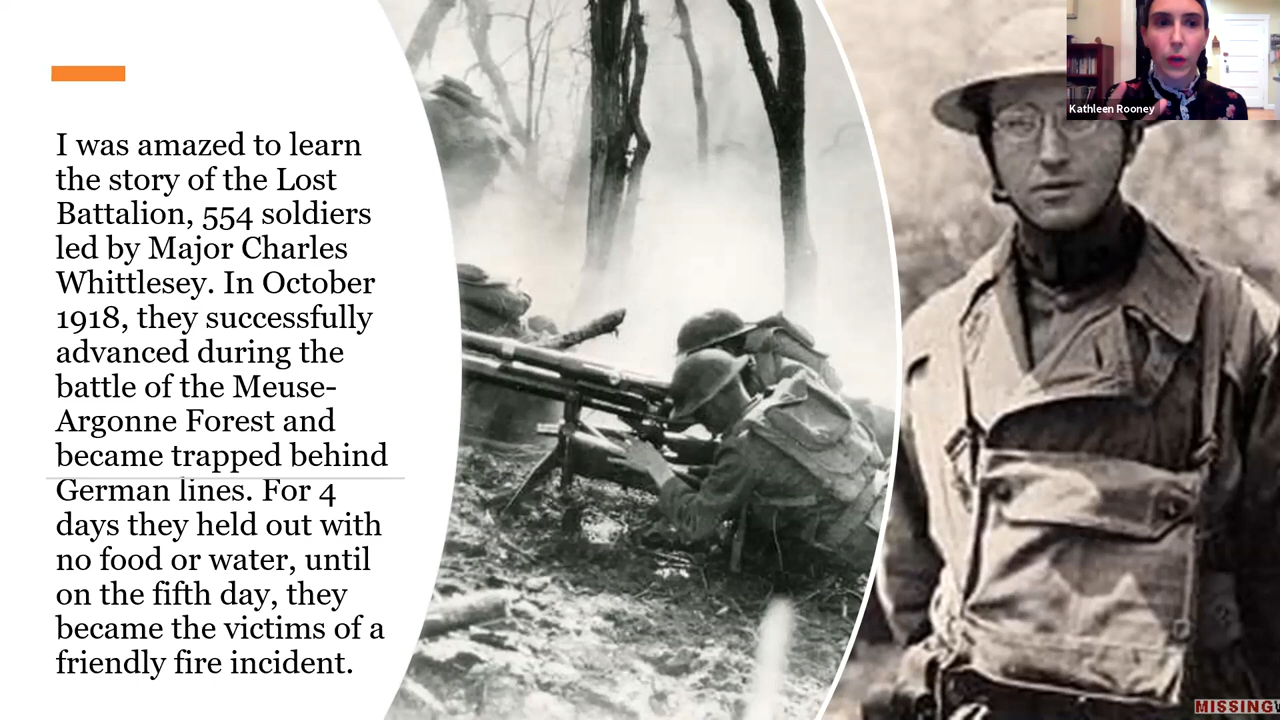 I was amazed to learn
the story of the Lost
Battalion, 554 soldiers
led by Major Charles
Whittlesey. In October
1918, they successfully
advanced during the
battle of the Meuse-
Argonne Forest and
became trapped behind
German lines. For 4
days they held out with
no food or water, until
on the fifth day, they
became the victims of a
friendly fire incident.
Kathleen Rooney
MISSING